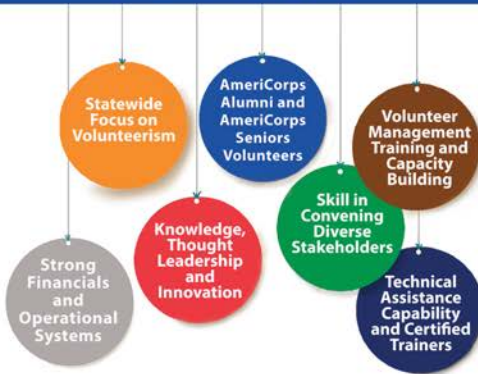 Statewide
Focus on
Volunteerism
AmeriCorps
Alumni and
AmeriCorps
Seniors
Volunteers
Volunteer
Management
Training and
Capacity
Building
Strong
Financials
and
Operational
Systems
Knowledge,
Thought
Leadership
and
Innovation
Skill in
Convening
Diverse
Stakeholders
Technical
Assistance
Capability
and Certified
Trainers